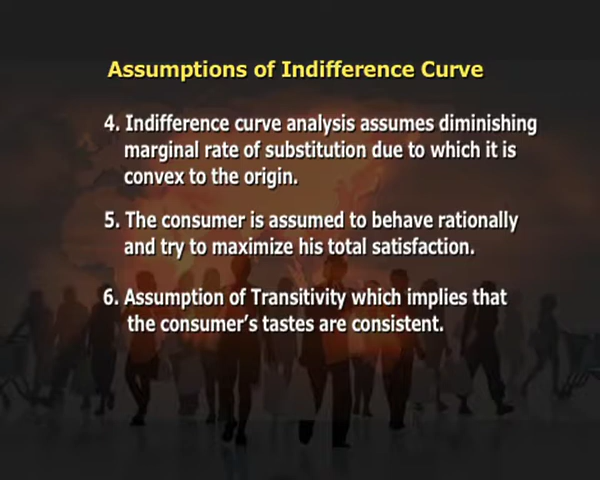 Assumptions of Indifference Curve
4. Indifference curve analysis assumes diminishing
marginal rate of substitution due to which it is
convex to the origin.
5. The consumer is assumed to behave rationally
and try to maximize his total satisfaction.
6. Assumption of Transitivity which implies that
the consumer's tastes are consistent.